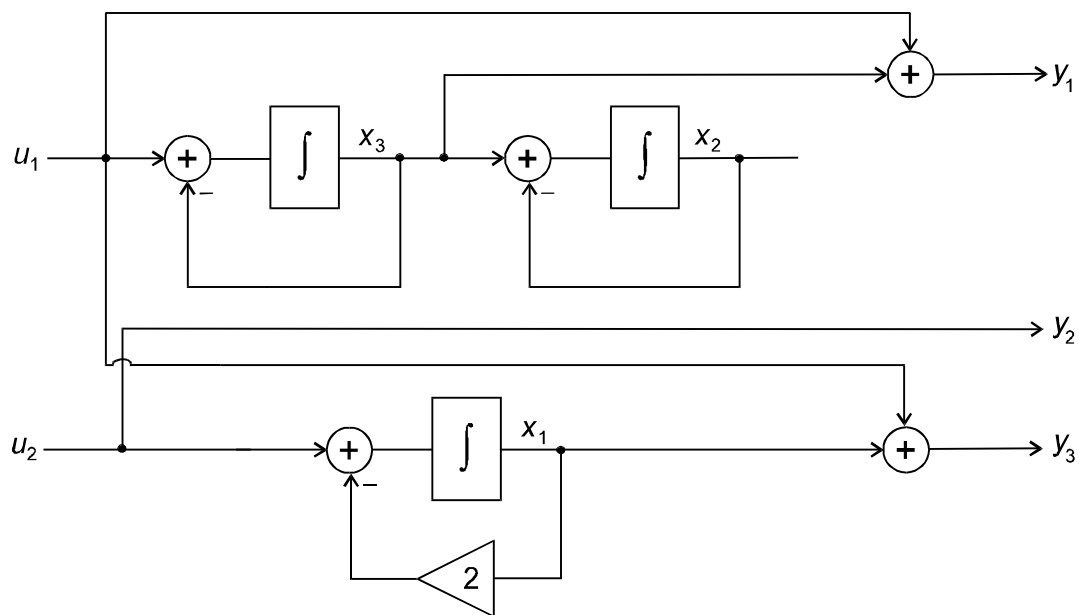 + y₁
u₁ + ∫ x₃ + ∫ x₂
− −
y₂
u₂ + ∫ x₁ + y₃
−
2